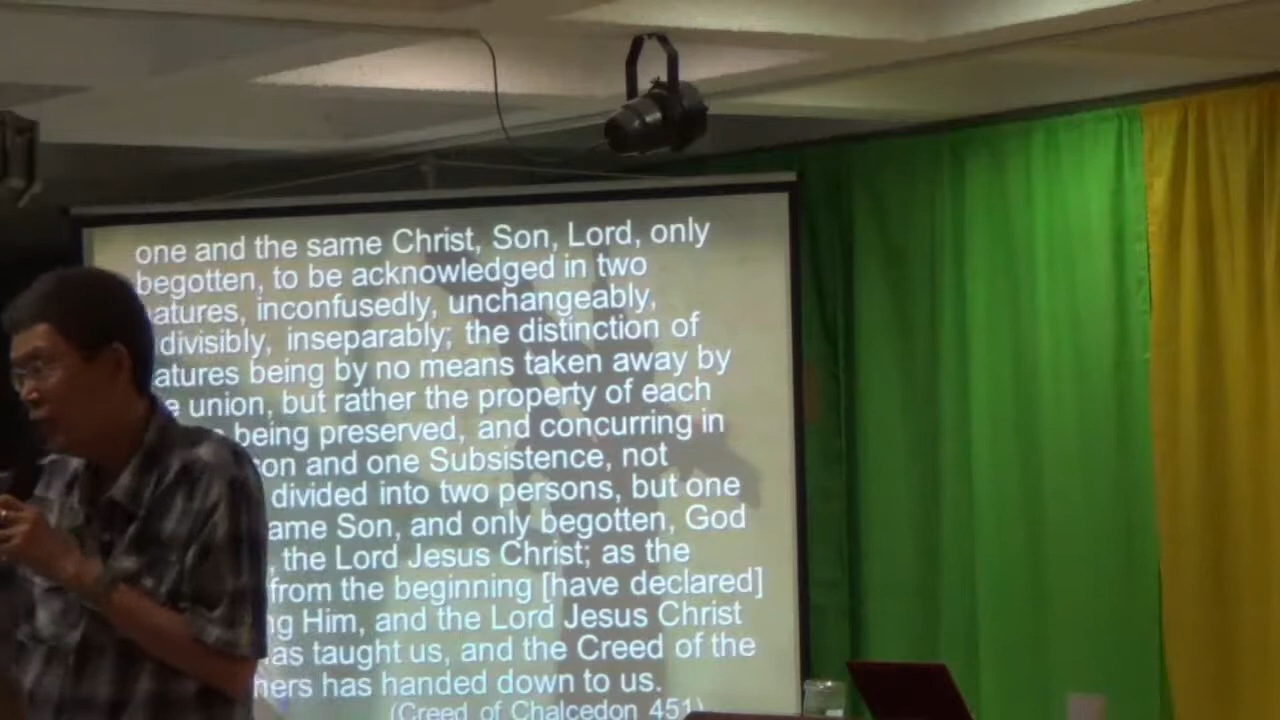 one and the same Christ, Son, Lord, only
begotten, to be acknowledged in two
atures, inconfusedly, unchangeably,
divisibly, inseparably; the distinction of
atures being by no means taken away by
e union, but rather the property of each
being preserved, and concurring in
son and one Subsistence, not
divided into two persons, but one
ame Son, and only begotten, God
, the Lord Jesus Christ; as the
from the beginning [have declared]
ng Him, and the Lord Jesus Christ
as taught us, and the Creed of the
hers has handed down to us.
(Creed of Chalcedon 451)